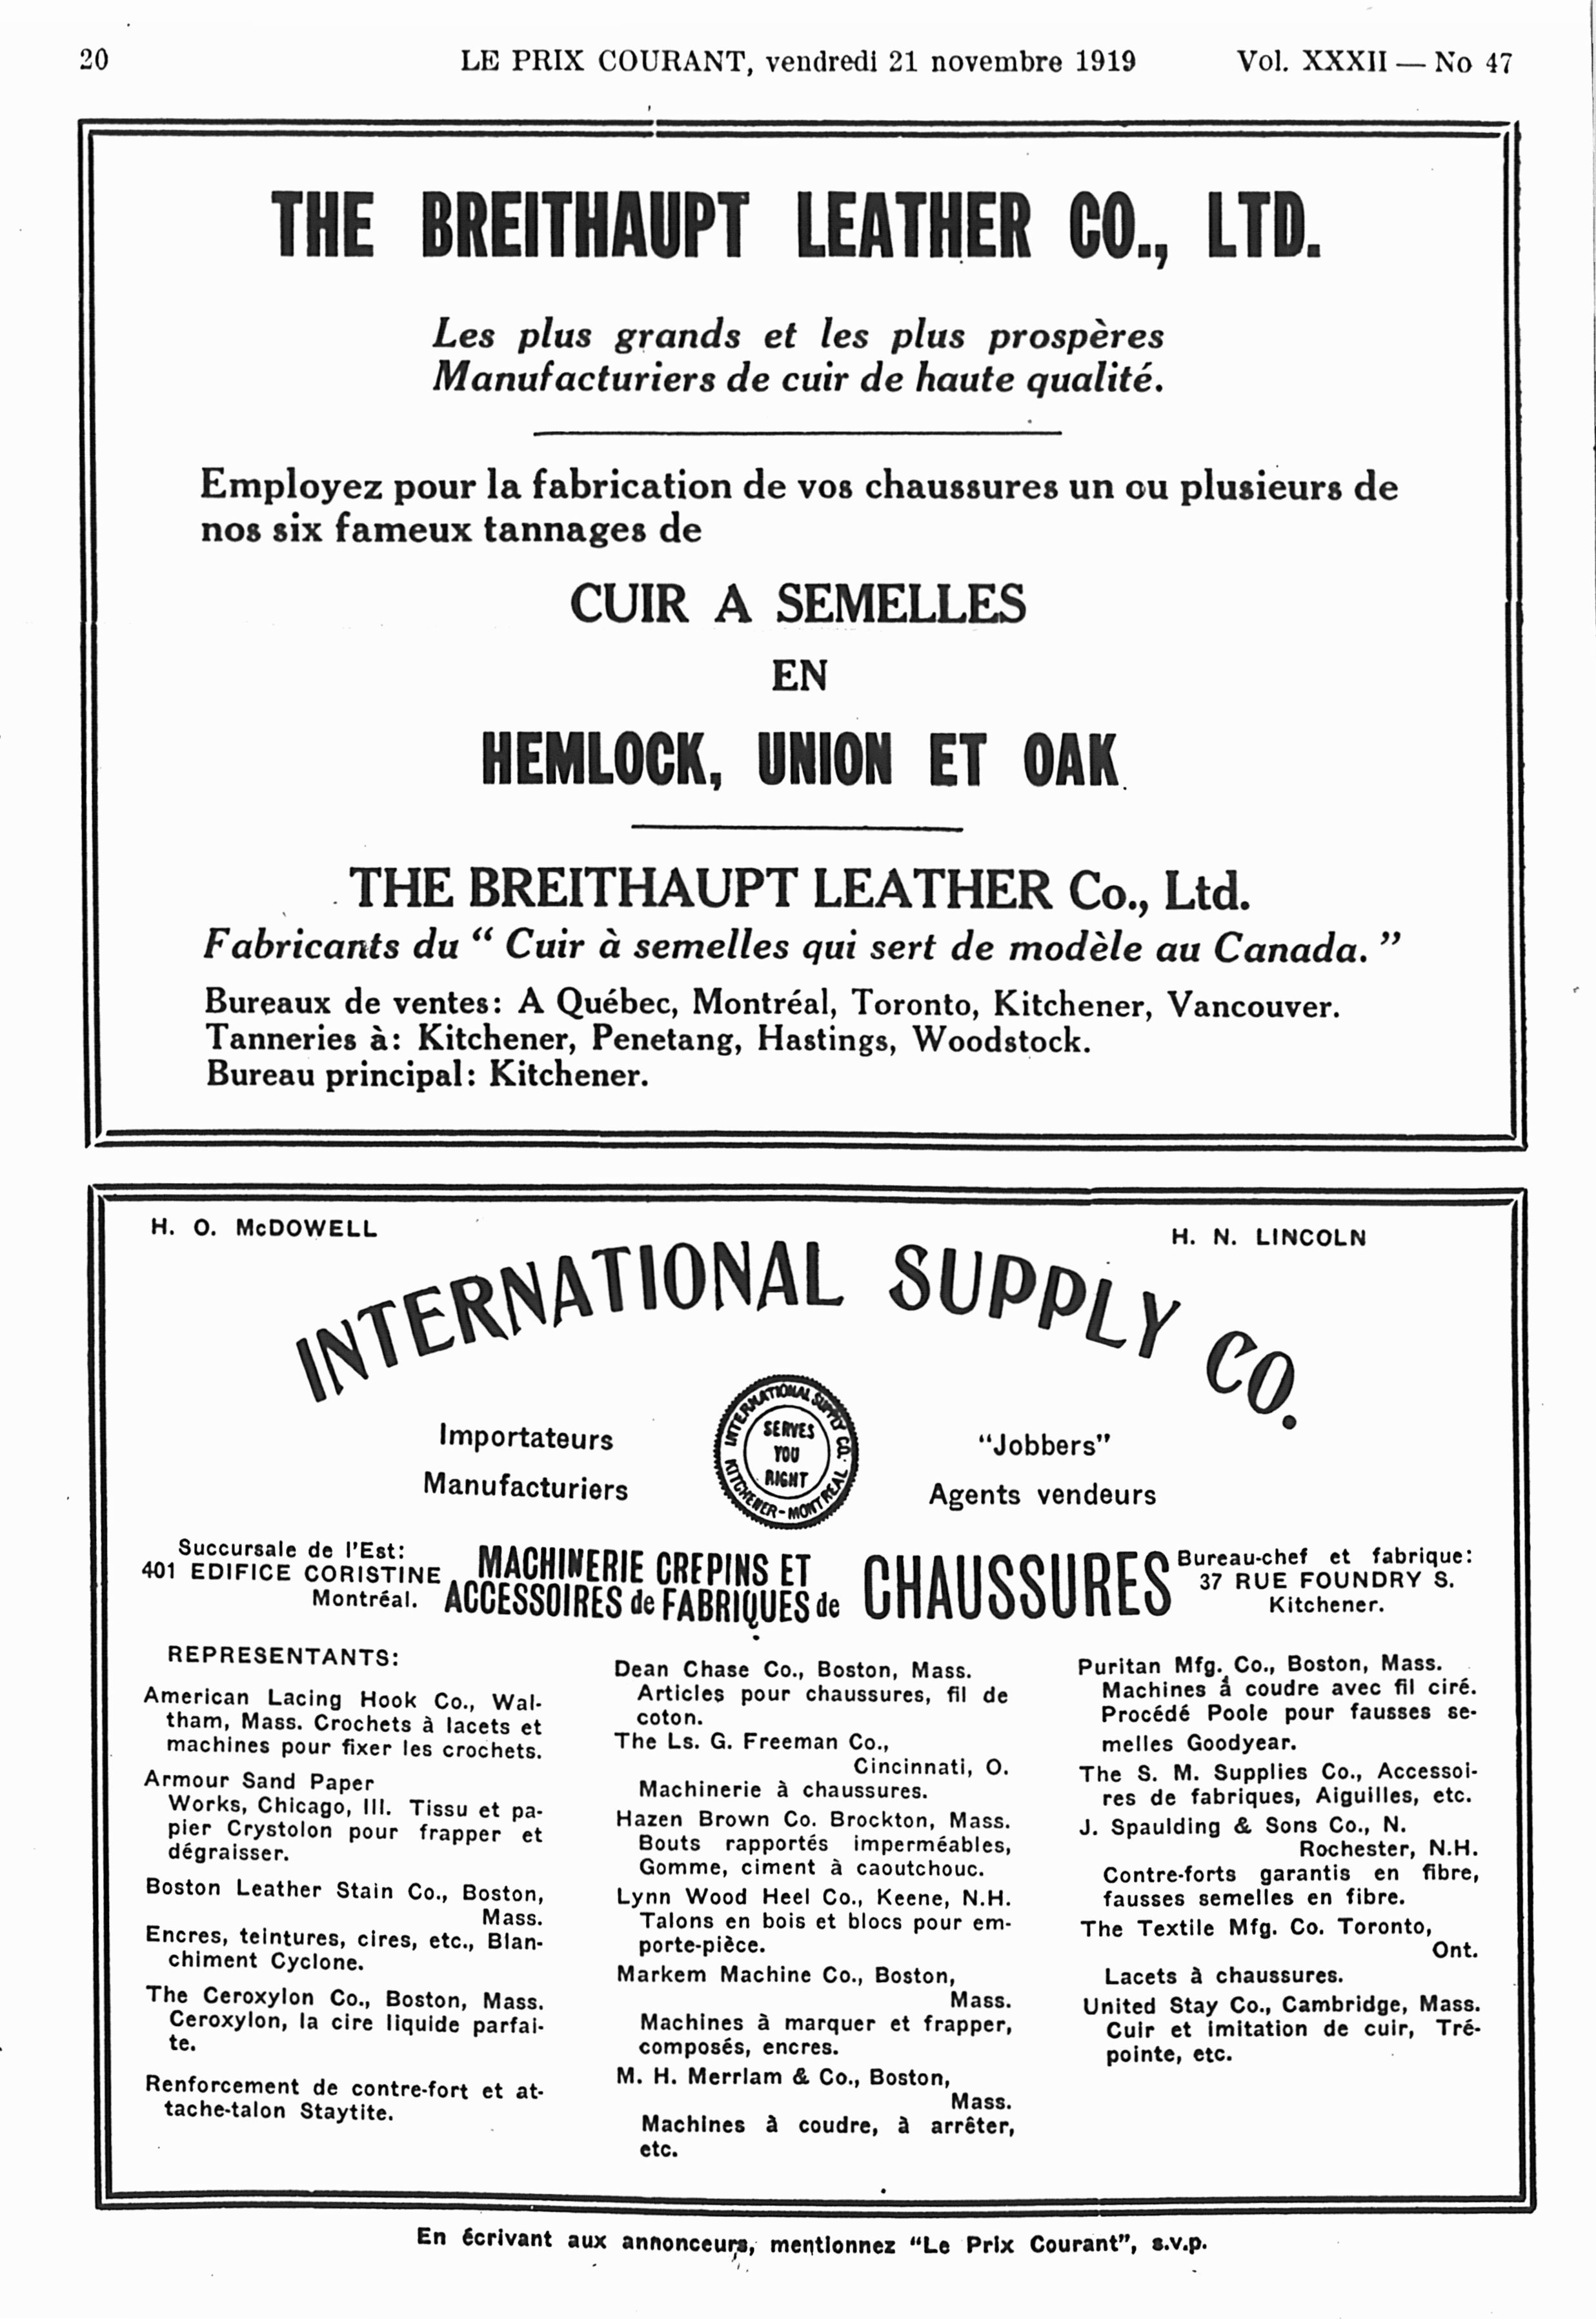 20 LE PRIX COURANT, vendredi 21 novembre 1919 Vol. XXXII — No 47
THE BREITHAUPT LEATHER CO., LTD.
Les plus grands et les plus prospères
Manufacturiers de cuir de haute qualité.
Employez pour la fabrication de vos chaussures un ou plusieurs de
nos six fameux tannages de
CUIR A SEMELLES
EN
HEMLOCK, UNION ET OAK.
THE BREITHAUPT LEATHER Co., Ltd.
Fabricants du “ Cuir à semelles qui sert de modèle au Canada. ”
Bureaux de ventes: A Québec, Montréal, Toronto, Kitchener, Vancouver.
Tanneries à: Kitchener, Penetang, Hastings, Woodstock.
Bureau principal: Kitchener.
H. O. McDOWELL
H. N. LINCOLN
INTERNATIONAL SUPPLY CO.
Importateurs
Manufacturiers
INTERNATIONAL SUPPLY CO.
SERVES
YOU
RIGHT
KITCHENER-MONTREAL
“Jobbers”
Agents vendeurs
Succursale de l'Est:
401 EDIFICE CORISTINE
Montréal.
MACHINERIE CREPINS ET
ACCESSOIRES de FABRIQUES de
CHAUSSURES
Bureau-chef et fabrique:
37 RUE FOUNDRY S.
Kitchener.
REPRESENTANTS:
American Lacing Hook Co., Wal-
tham, Mass. Crochets à lacets et
machines pour fixer les crochets.
Armour Sand Paper
Works, Chicago, Ill. Tissu et pa-
pier Crystolon pour frapper et
dégraisser.
Boston Leather Stain Co., Boston,
Mass.
Encres, teintures, cires, etc., Blan-
chiment Cyclone.
The Ceroxylon Co., Boston, Mass.
Ceroxylon, la cire liquide parfai-
te.
Renforcement de contre-fort et at-
tache-talon Staytite.
Dean Chase Co., Boston, Mass.
Articles pour chaussures, fil de
coton.
The Ls. G. Freeman Co.,
Cincinnati, O.
Machinerie à chaussures.
Hazen Brown Co. Brockton, Mass.
Bouts rapportés imperméables,
Gomme, ciment à caoutchouc.
Lynn Wood Heel Co., Keene, N.H.
Talons en bois et blocs pour em-
porte-pièce.
Markem Machine Co., Boston,
Mass.
Machines à marquer et frapper,
composés, encres.
M. H. Merriam & Co., Boston,
Mass.
Machines à coudre, à arrêter,
etc.
Puritan Mfg. Co., Boston, Mass.
Machines à coudre avec fil ciré.
Procédé Poole pour fausses se-
melles Goodyear.
The S. M. Supplies Co., Accessoi-
res de fabriques, Aiguilles, etc.
J. Spaulding & Sons Co., N.
Rochester, N.H.
Contre-forts garantis en fibre,
fausses semelles en fibre.
The Textile Mfg. Co. Toronto,
Ont.
Lacets à chaussures.
United Stay Co., Cambridge, Mass.
Cuir et imitation de cuir, Tré-
pointe, etc.
En écrivant aux annonceurs, mentionnez “Le Prix Courant”, s.v.p.